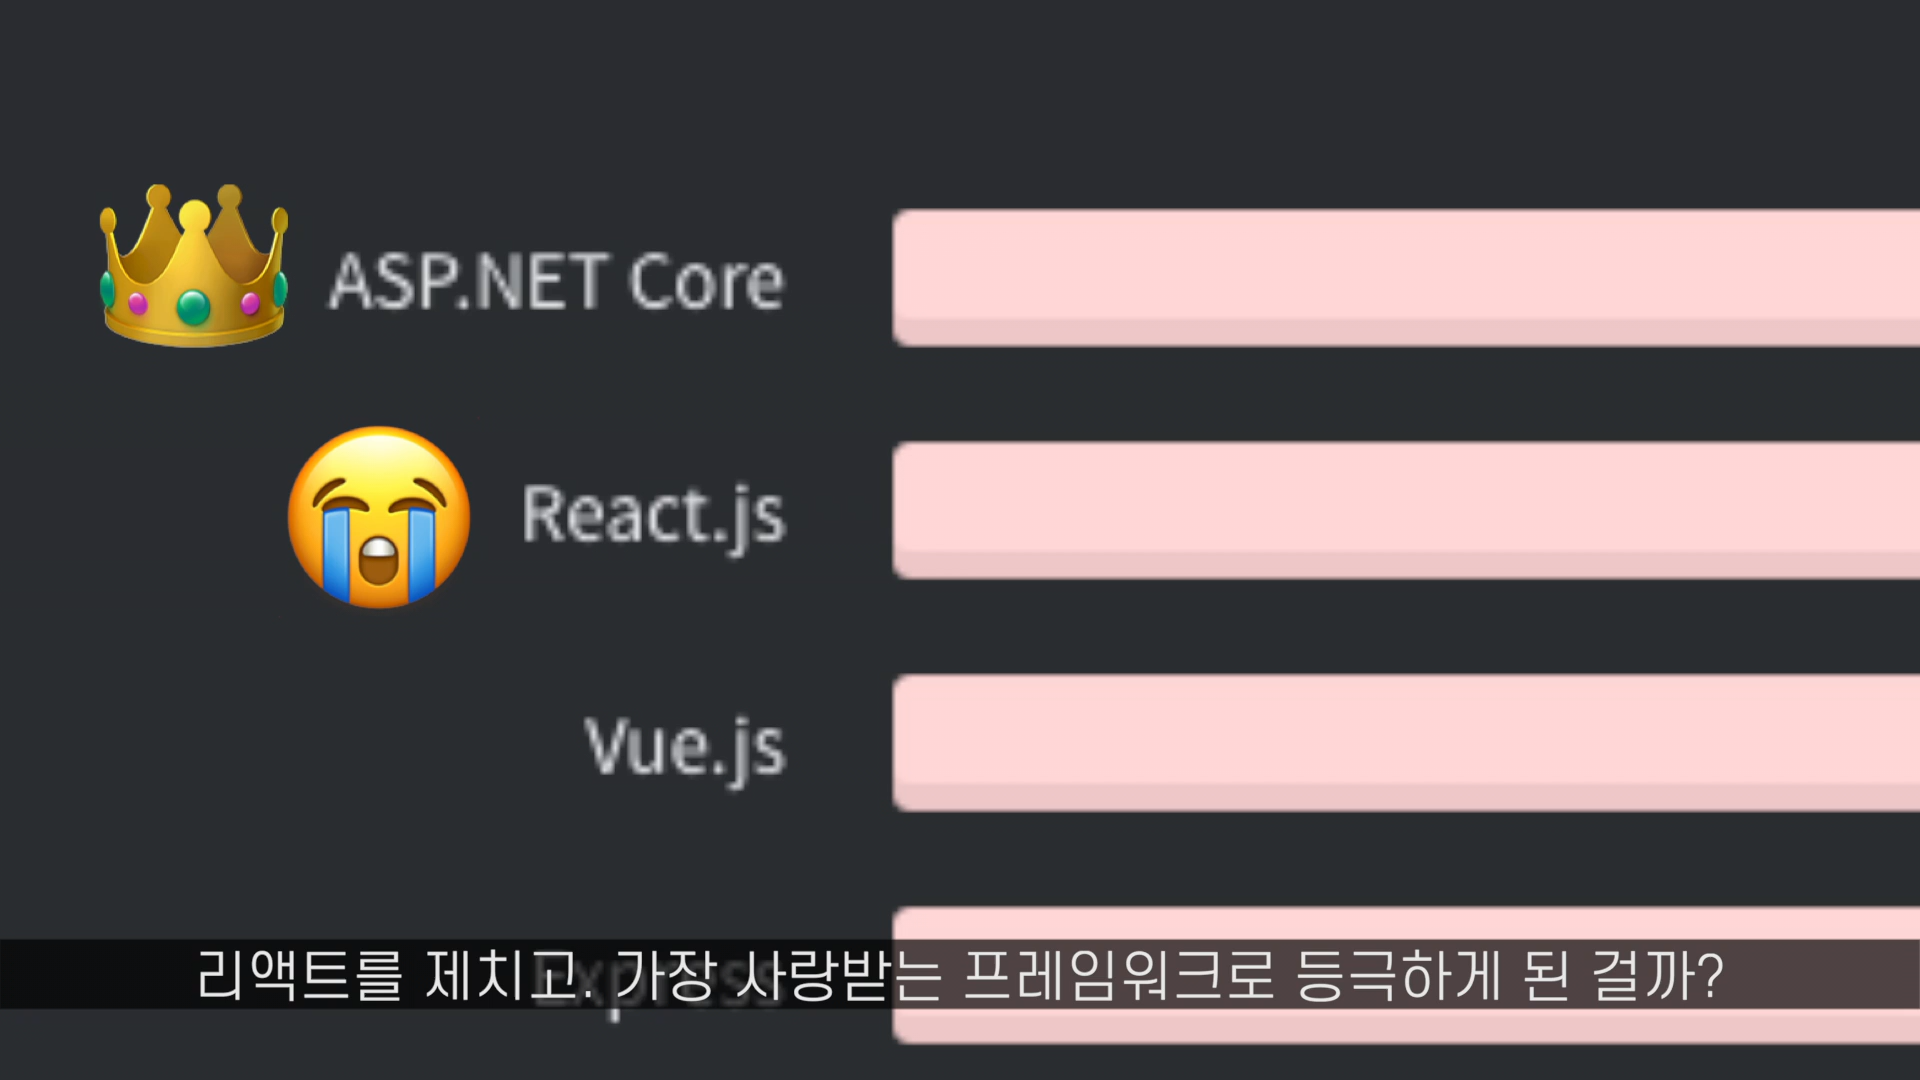 ASP.NET Core
React.js
Vue.js
Express
리액트를 제치고. 가장 사랑받는 프레임워크로 등극하게 된 걸까?